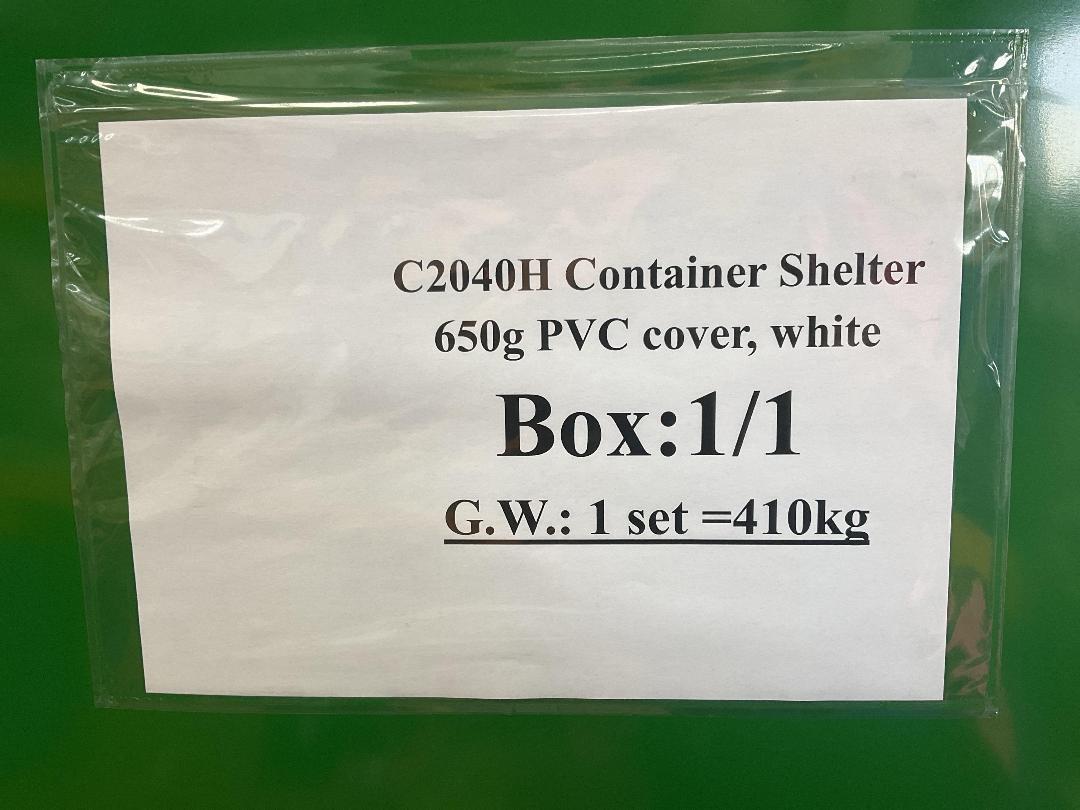 C2040H Container Shelter
650g PVC cover, white
Box:1/1
G.W.: 1 set =410kg